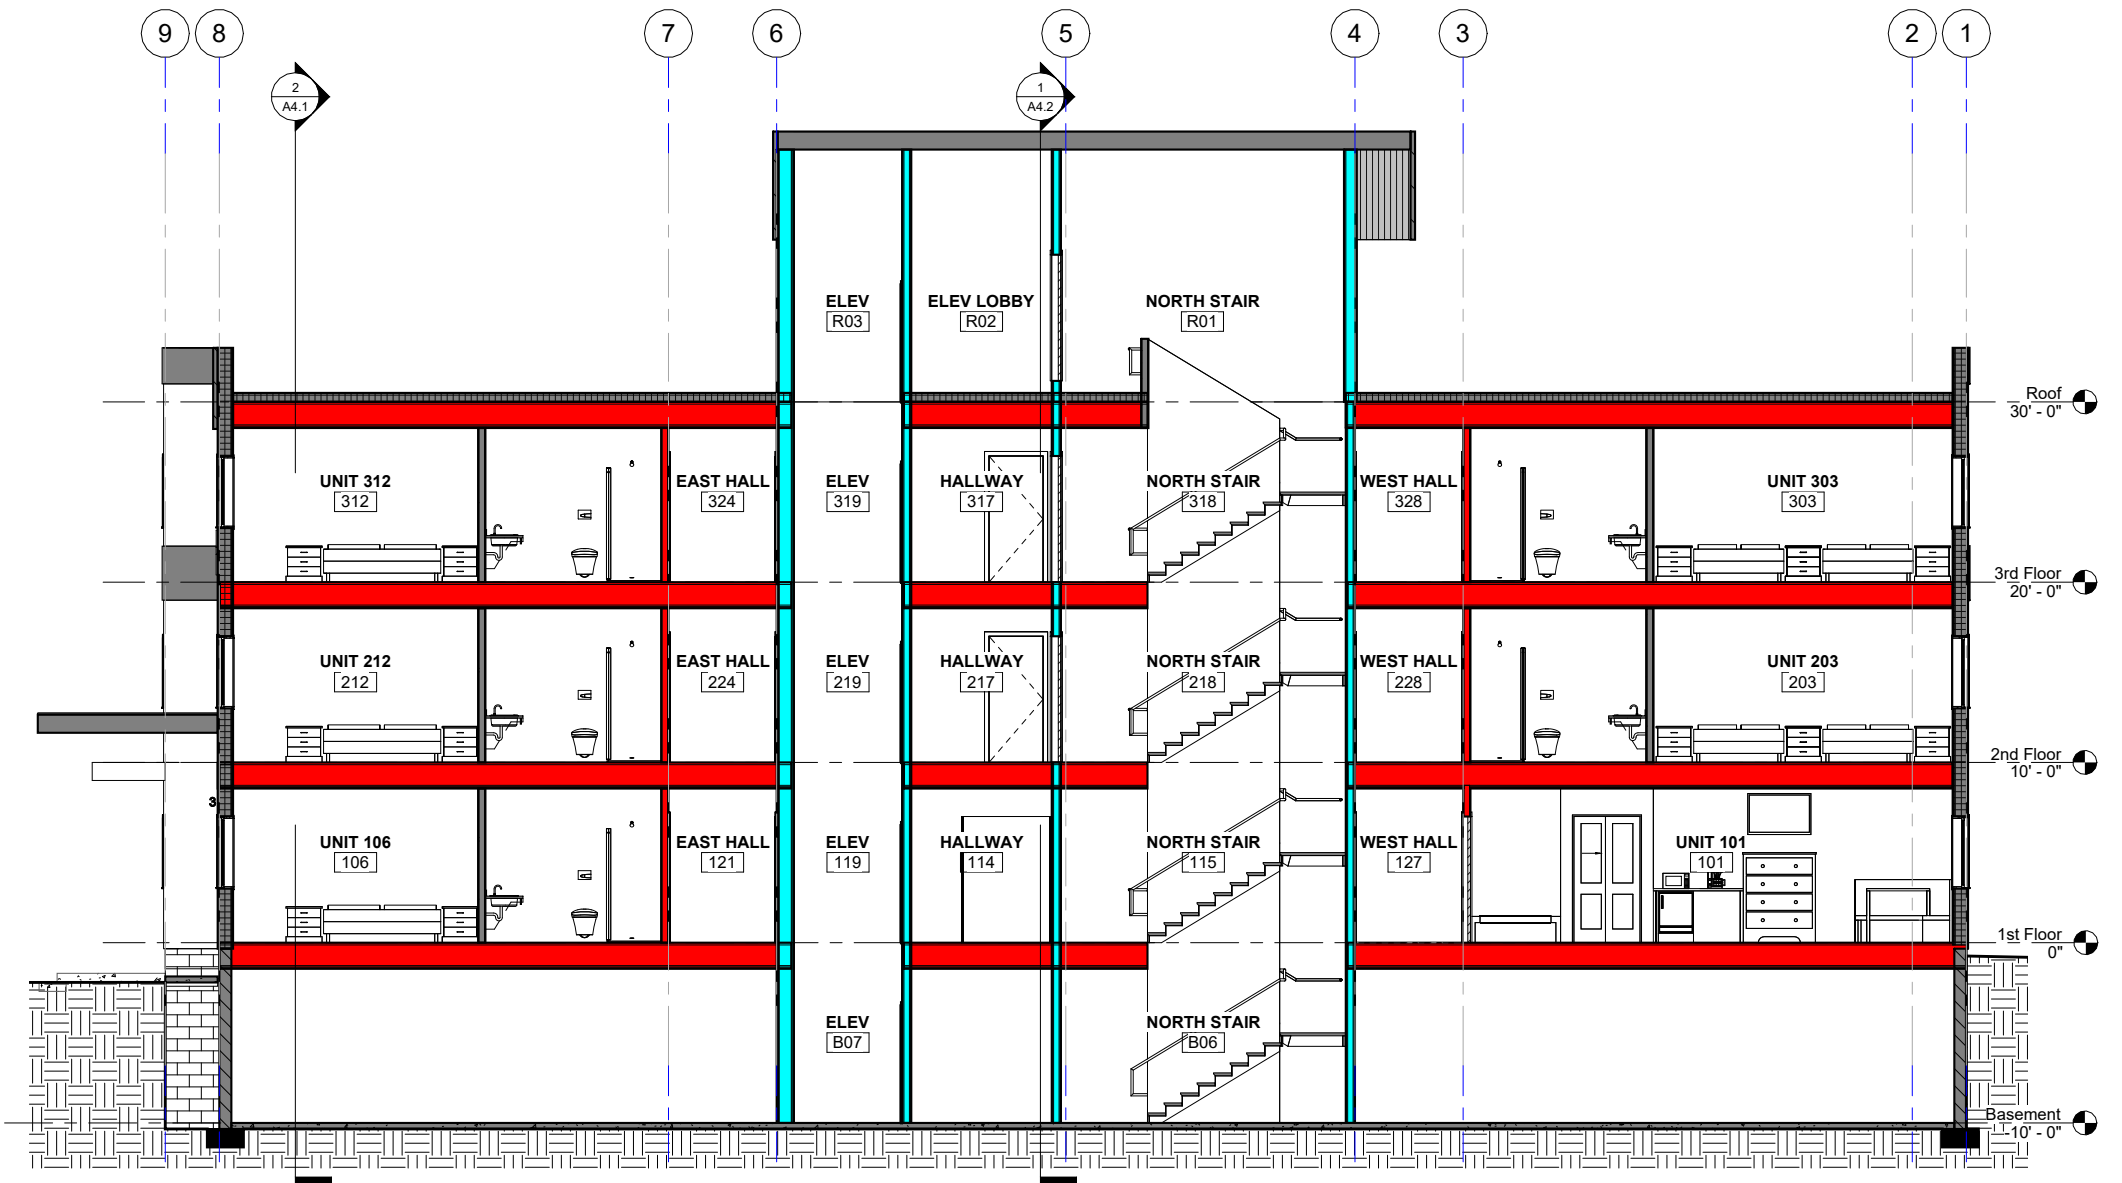 9 8 7 6 5 4 3 2 1
2
A4.1
1
A4.2
ELEV
R03
ELEV LOBBY
R02
NORTH STAIR
R01
Roof
30' - 0"
UNIT 312
312
EAST HALL
324
ELEV
319
HALLWAY
317
NORTH STAIR
318
WEST HALL
328
UNIT 303
303
3rd Floor
20' - 0"
UNIT 212
212
EAST HALL
224
ELEV
219
HALLWAY
217
NORTH STAIR
218
WEST HALL
228
UNIT 203
203
2nd Floor
10' - 0"
3
UNIT 106
106
EAST HALL
121
ELEV
119
HALLWAY
114
NORTH STAIR
115
WEST HALL
127
UNIT 101
101
1st Floor
0"
ELEV
B07
NORTH STAIR
B06
Basement
-10' - 0"